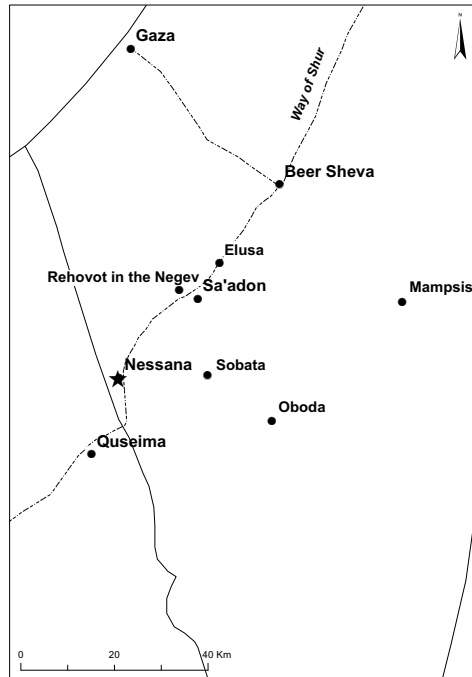 N
Gaza
Way of Shur
Beer Sheva
Elusa
Rehovot in the Negev
Sa'adon
Mampsis
Nessana
Sobata
Oboda
Quseima
0 20 40 Km